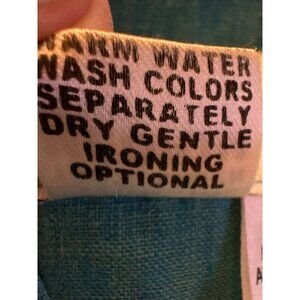 WARM WATER
WASH COLORS
SEPARATELY
DRY GENTLE
IRONING
OPTIONAL